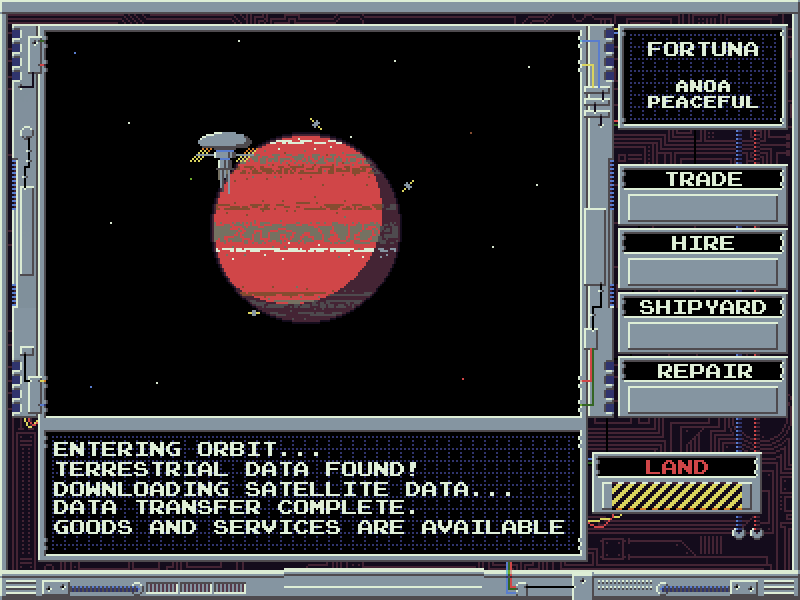 FORTUNA
ANOA
PEACEFUL
TRADE
HIRE
SHIPYARD
REPAIR
LAND
ENTERING ORBIT...
TERRESTRIAL DATA FOUND!
DOWNLOADING SATELLITE DATA...
DATA TRANSFER COMPLETE.
GOODS AND SERVICES ARE AVAILABLE